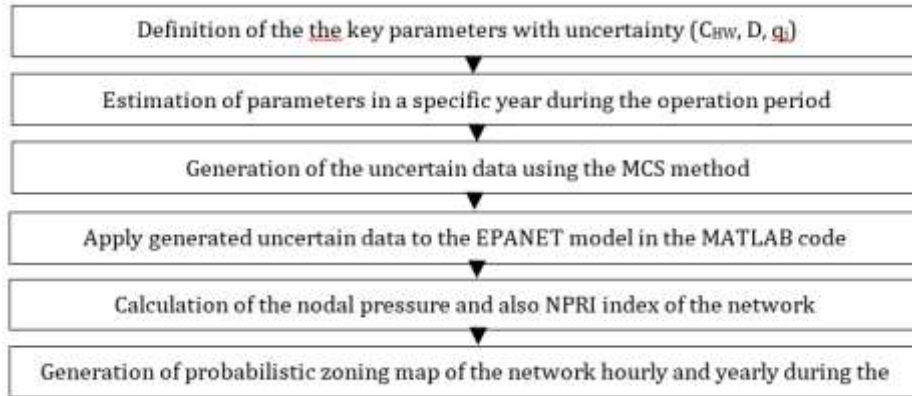 Definition of the the key parameters with uncertainty (CHW, D, qi)
Estimation of parameters in a specific year during the operation period
Generation of the uncertain data using the MCS method
Apply generated uncertain data to the EPANET model in the MATLAB code
Calculation of the nodal pressure and also NPRI index of the network
Generation of probabilistic zoning map of the network hourly and yearly during the